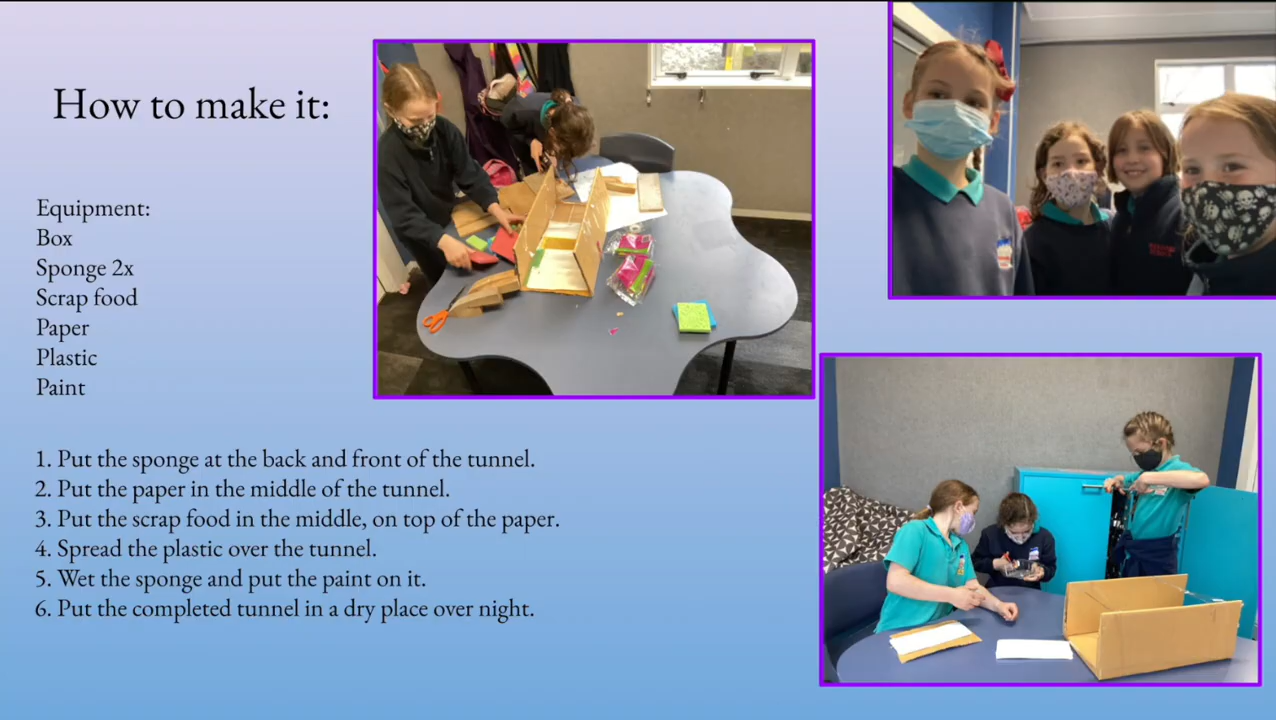 How to make it:
Equipment:
Box
Sponge 2x
Scrap food
Paper
Plastic
Paint
1. Put the sponge at the back and front of the tunnel.
2. Put the paper in the middle of the tunnel.
3. Put the scrap food in the middle, on top of the paper.
4. Spread the plastic over the tunnel.
5. Wet the sponge and put the paint on it.
6. Put the completed tunnel in a dry place over night.